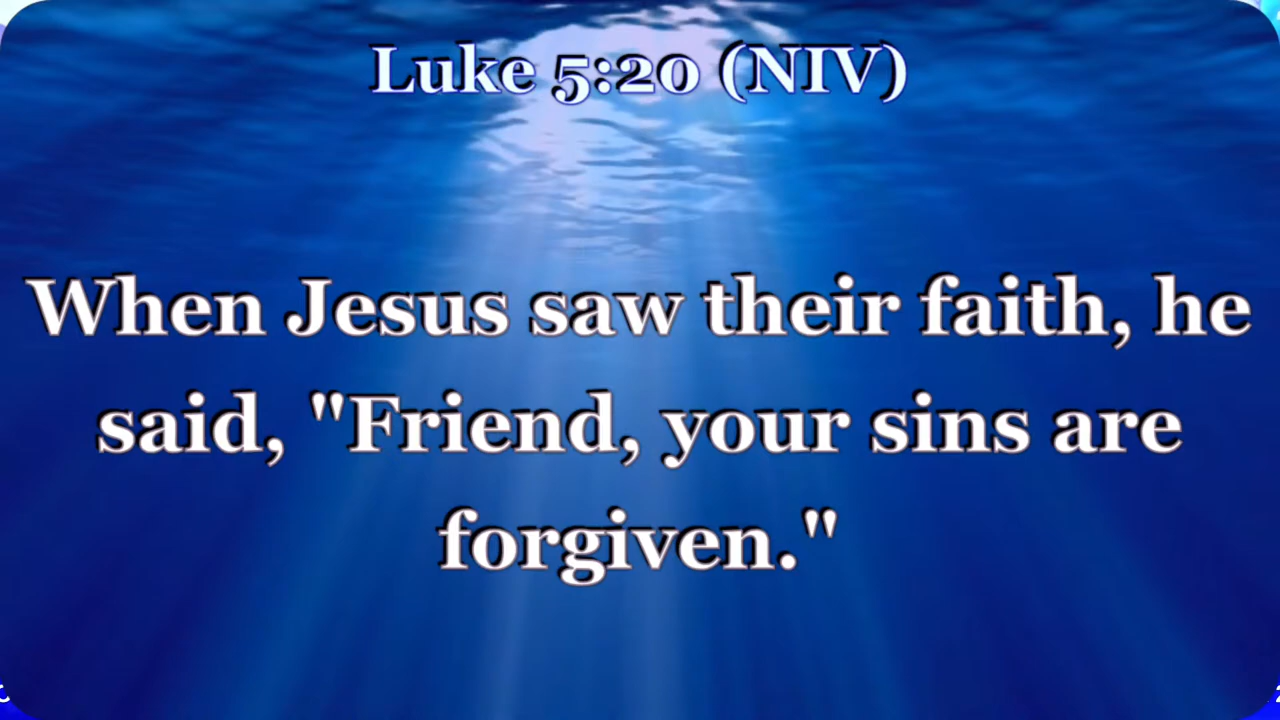 Luke 5:20 (NIV)
When Jesus saw their faith, he
said, "Friend, your sins are
forgiven."